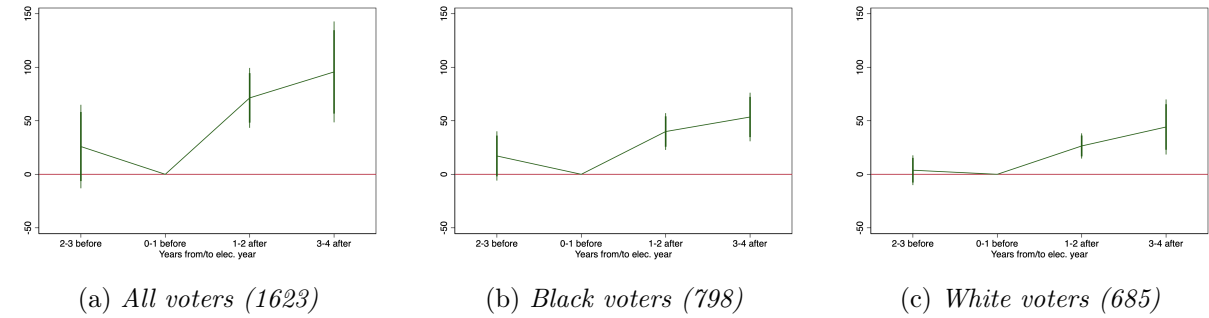 150
100
50
0
-50
2-3 before 0-1 before 1-2 after 3-4 after
Years from/to elec. year
(a) All voters (1623)
150
100
50
0
-50
2-3 before 0-1 before 1-2 after 3-4 after
Years from/to elec. year
(b) Black voters (798)
150
100
50
0
-50
2-3 before 0-1 before 1-2 after 3-4 after
Years from/to elec. year
(c) White voters (685)